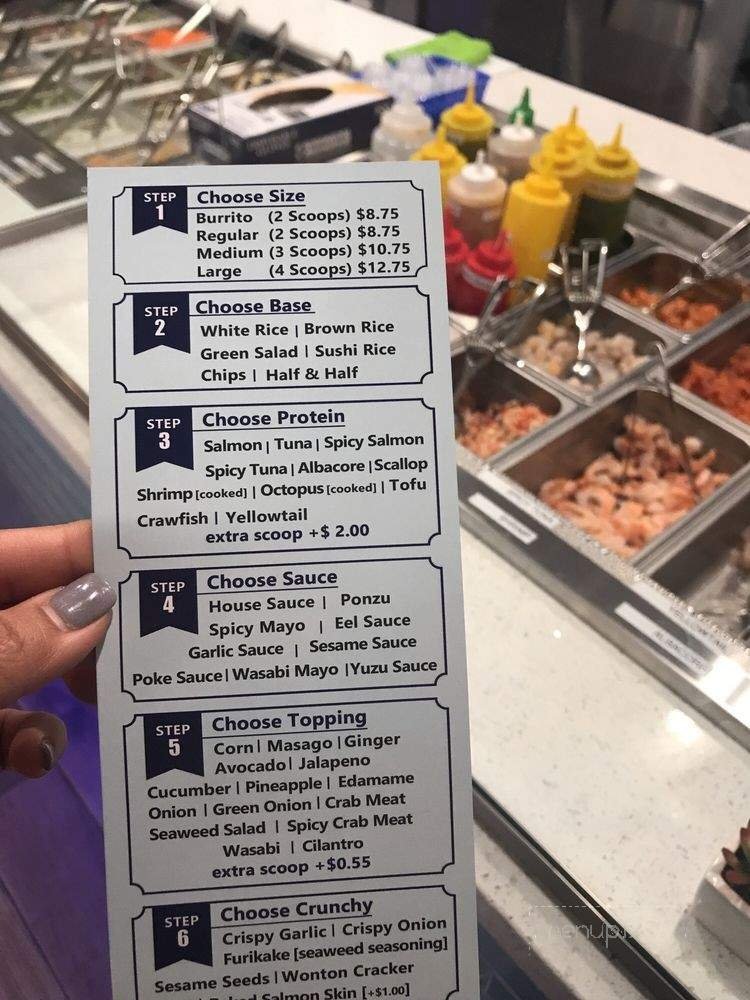 STEP 1 Choose Size
Burrito (2 Scoops) $8.75
Regular (2 Scoops) $8.75
Medium (3 Scoops) $10.75
Large (4 Scoops) $12.75
STEP 2 Choose Base
White Rice | Brown Rice
Green Salad | Sushi Rice
Chips | Half & Half
STEP 3 Choose Protein
Salmon | Tuna | Spicy Salmon
Spicy Tuna | Albacore | Scallop
Shrimp [cooked] | Octopus [cooked] | Tofu
Crawfish | Yellowtail
extra scoop +$ 2.00
STEP 4 Choose Sauce
House Sauce | Ponzu
Spicy Mayo | Eel Sauce
Garlic Sauce | Sesame Sauce
Poke Sauce | Wasabi Mayo | Yuzu Sauce
STEP 5 Choose Topping
Corn | Masago | Ginger
Avocado | Jalapeno
Cucumber | Pineapple | Edamame
Onion | Green Onion | Crab Meat
Seaweed Salad | Spicy Crab Meat
Wasabi | Cilantro
extra scoop +$0.55
STEP 6 Choose Crunchy
Crispy Garlic | Crispy Onion
Furikake [seaweed seasoning]
Sesame Seeds | Wonton Cracker
Salmon Skin [+$1.00]